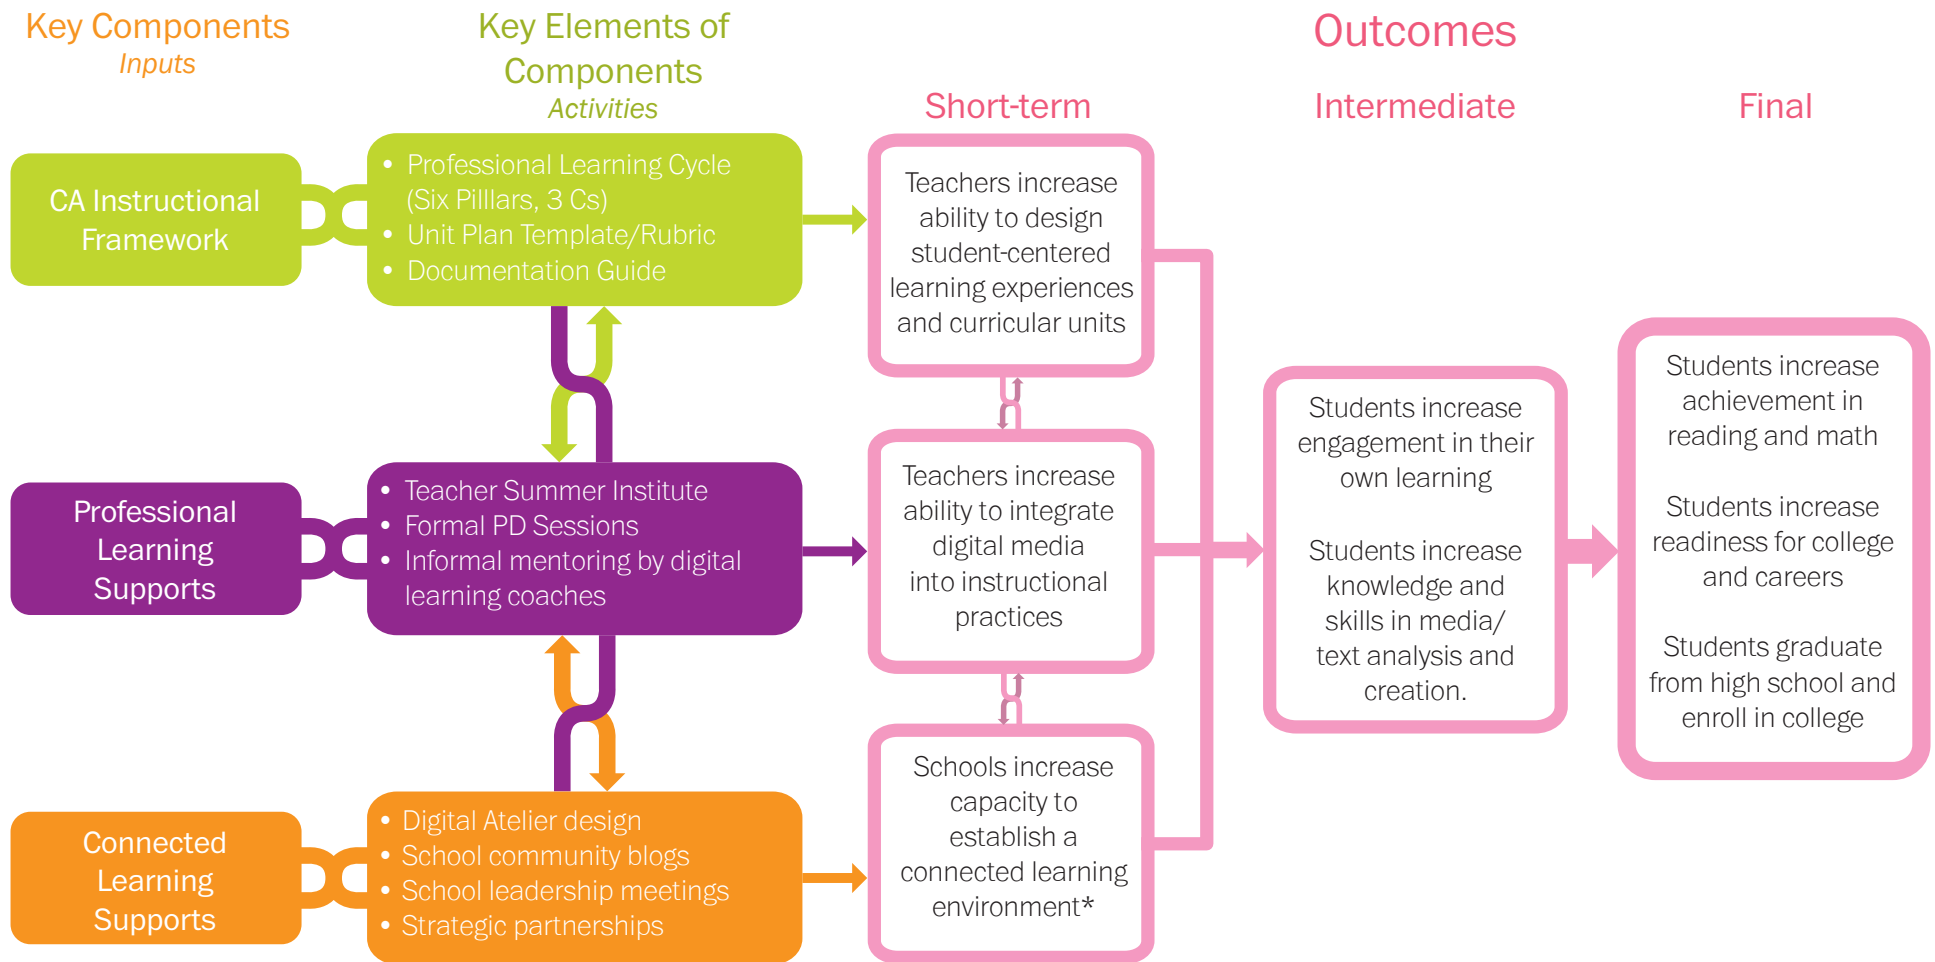 Key Components
Inputs
Key Elements of
Components
Activities
Outcomes
Short-term
Intermediate
Final
CA Instructional
Framework
• Professional Learning Cycle
(Six Pilllars, 3 Cs)
• Unit Plan Template/Rubric
• Documentation Guide
Teachers increase
ability to design
student-centered
learning experiences
and curricular units
Professional
Learning
Supports
• Teacher Summer Institute
• Formal PD Sessions
• Informal mentoring by digital
learning coaches
Teachers increase
ability to integrate
digital media
into instructional
practices
Connected
Learning
Supports
• Digital Atelier design
• School community blogs
• School leadership meetings
• Strategic partnerships
Schools increase
capacity to
establish a
connected learning
environment*
Students increase
engagement in their
own learning
Students increase
knowledge and
skills in media/
text analysis and
creation.
Students increase
achievement in
reading and math
Students increase
readiness for college
and careers
Students graduate
from high school and
enroll in college